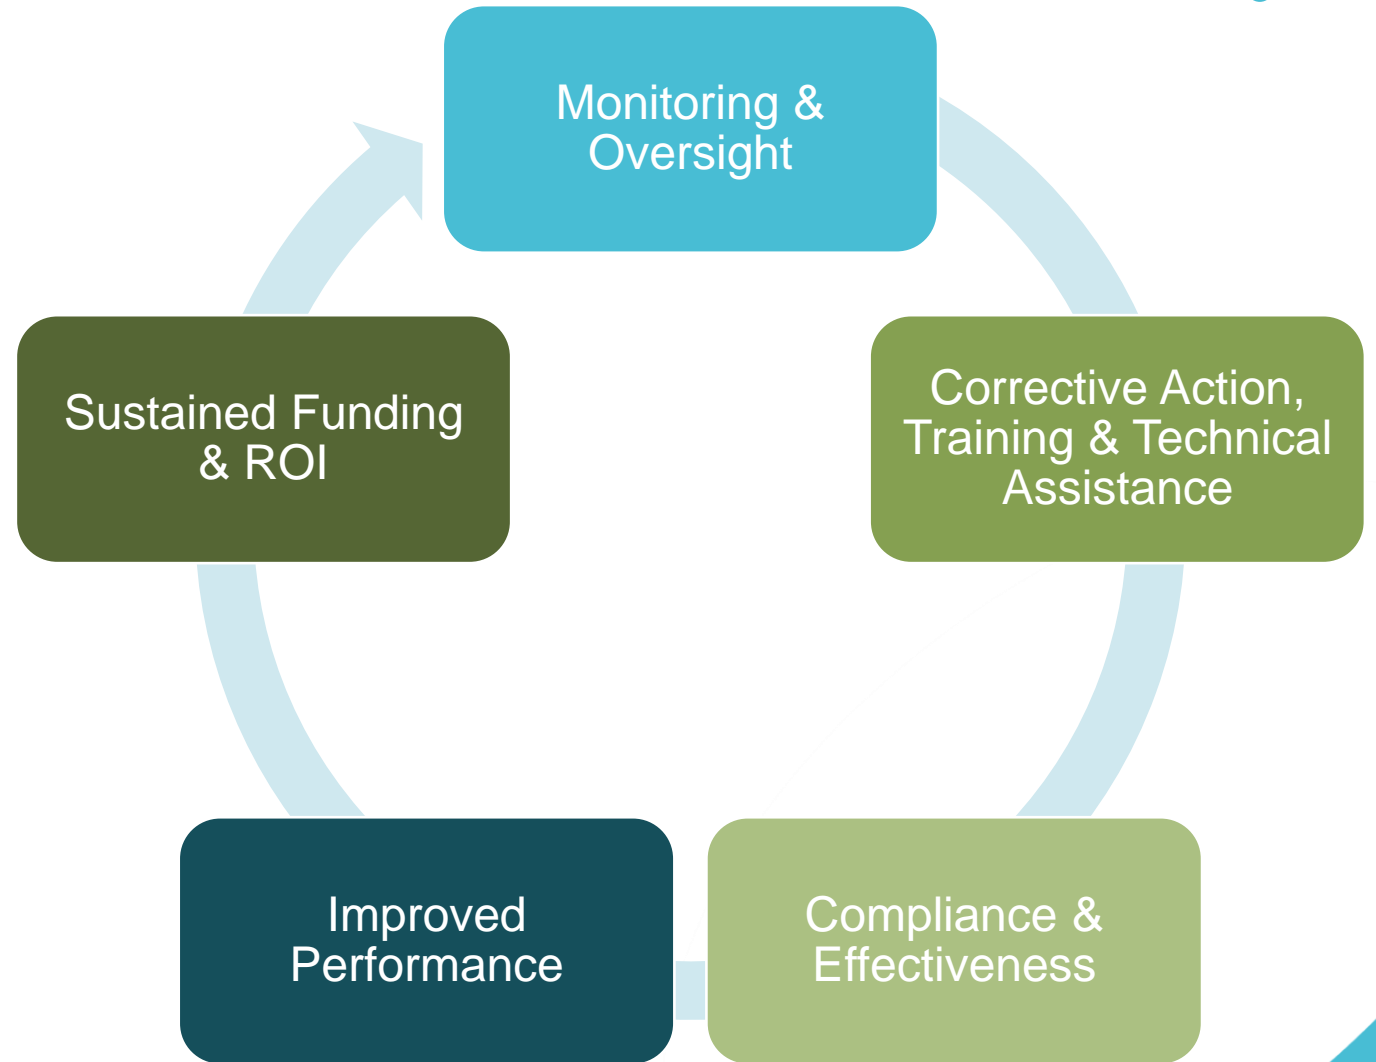 Monitoring &
Oversight
Corrective Action,
Training & Technical
Assistance
Compliance &
Effectiveness
Improved
Performance
Sustained Funding
& ROI